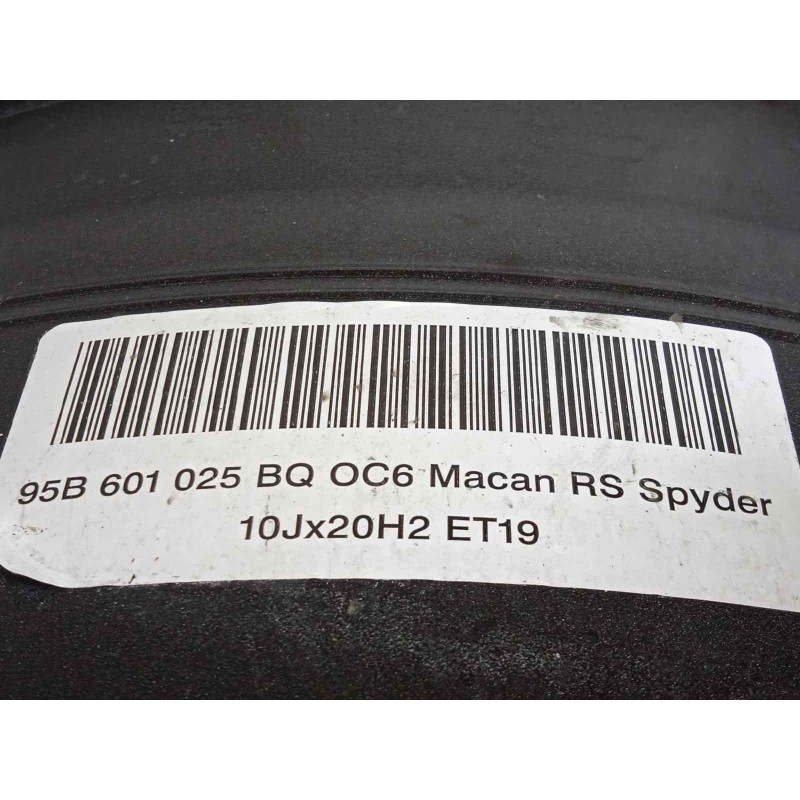 95B 601 025 BQ OC6 Macan RS Spyder
10Jx20H2 ET19